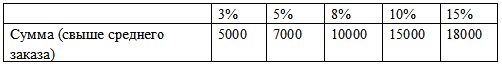 3% 5% 8% 10% 15%
Сумма (свыше среднего 5000 7000 10000 15000 18000
заказа)